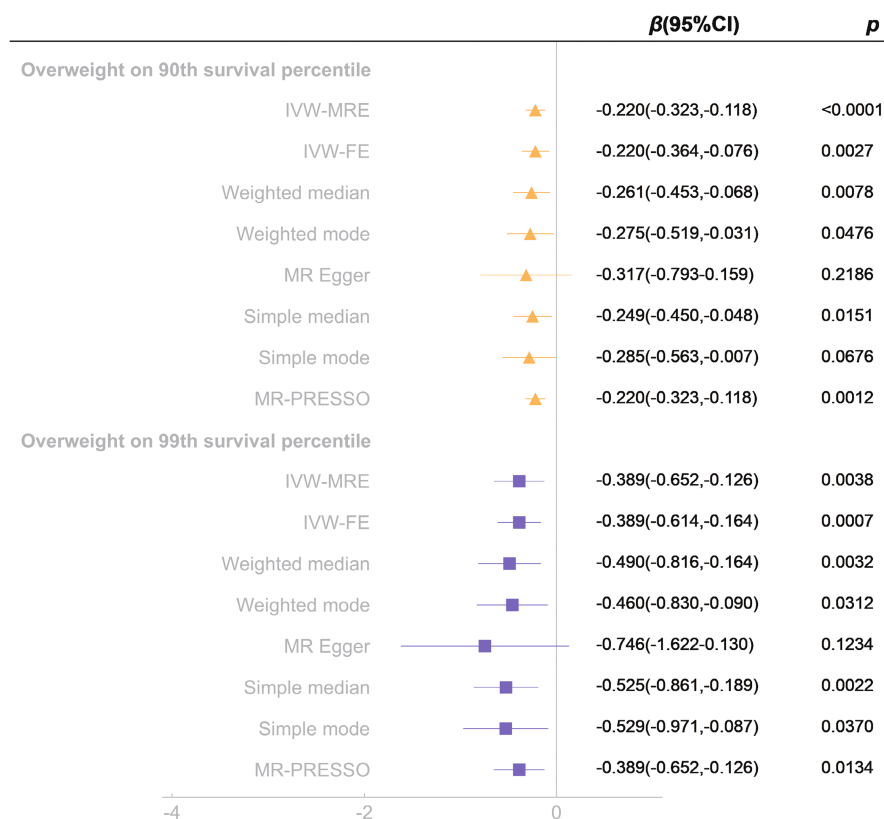 β(95%CI) p
Overweight on 90th survival percentile
IVW-MRE -0.220(-0.323,-0.118) <0.0001
IVW-FE -0.220(-0.364,-0.076) 0.0027
Weighted median -0.261(-0.453,-0.068) 0.0078
Weighted mode -0.275(-0.519,-0.031) 0.0476
MR Egger -0.317(-0.793-0.159) 0.2186
Simple median -0.249(-0.450,-0.048) 0.0151
Simple mode -0.285(-0.563,-0.007) 0.0676
MR-PRESSO -0.220(-0.323,-0.118) 0.0012
Overweight on 99th survival percentile
IVW-MRE -0.389(-0.652,-0.126) 0.0038
IVW-FE -0.389(-0.614,-0.164) 0.0007
Weighted median -0.490(-0.816,-0.164) 0.0032
Weighted mode -0.460(-0.830,-0.090) 0.0312
MR Egger -0.746(-1.622-0.130) 0.1234
Simple median -0.525(-0.861,-0.189) 0.0022
Simple mode -0.529(-0.971,-0.087) 0.0370
MR-PRESSO -0.389(-0.652,-0.126) 0.0134
-4 -2 0